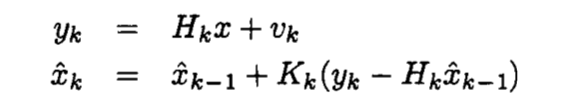 y_k = H_k x + v_k
x̂_k = x̂_{k-1} + K_k(y_k − H_k x̂_{k-1})